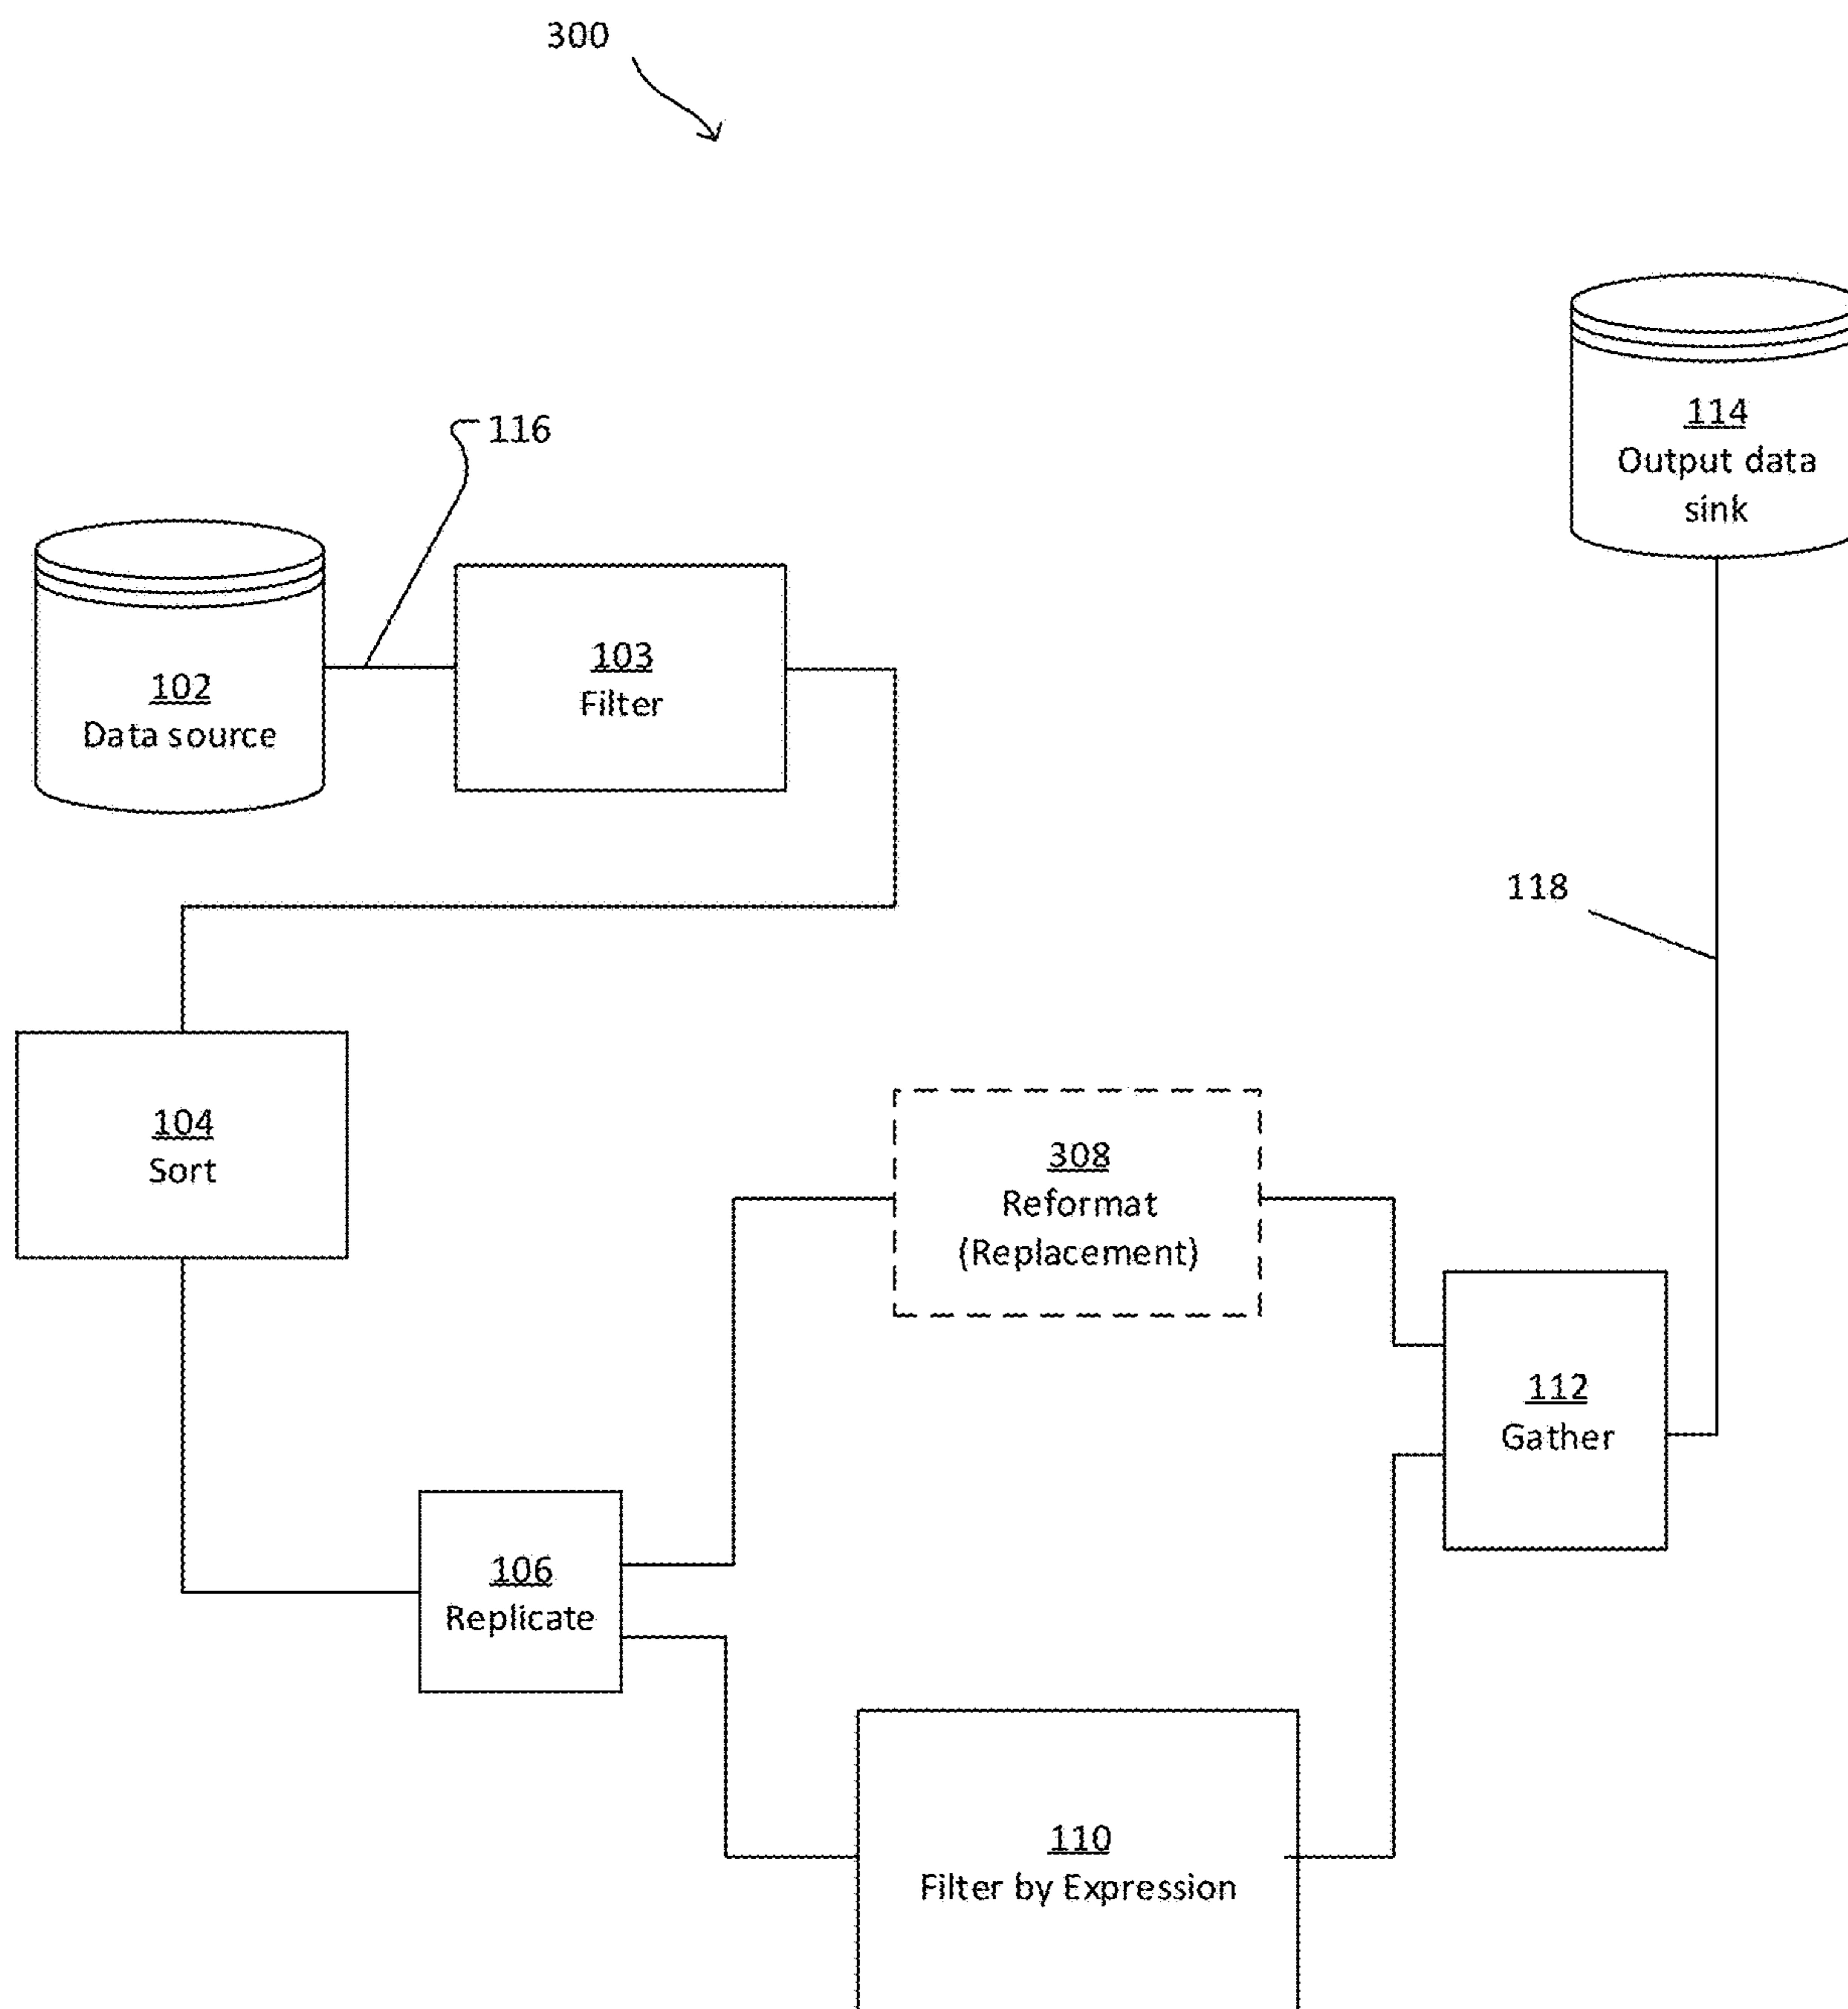 300
116
114
Output data
sink
102
Data source
103
Filter
118
104
Sort
308
Reformat
(Replacement)
112
Gather
106
Replicate
110
Filter by Expression